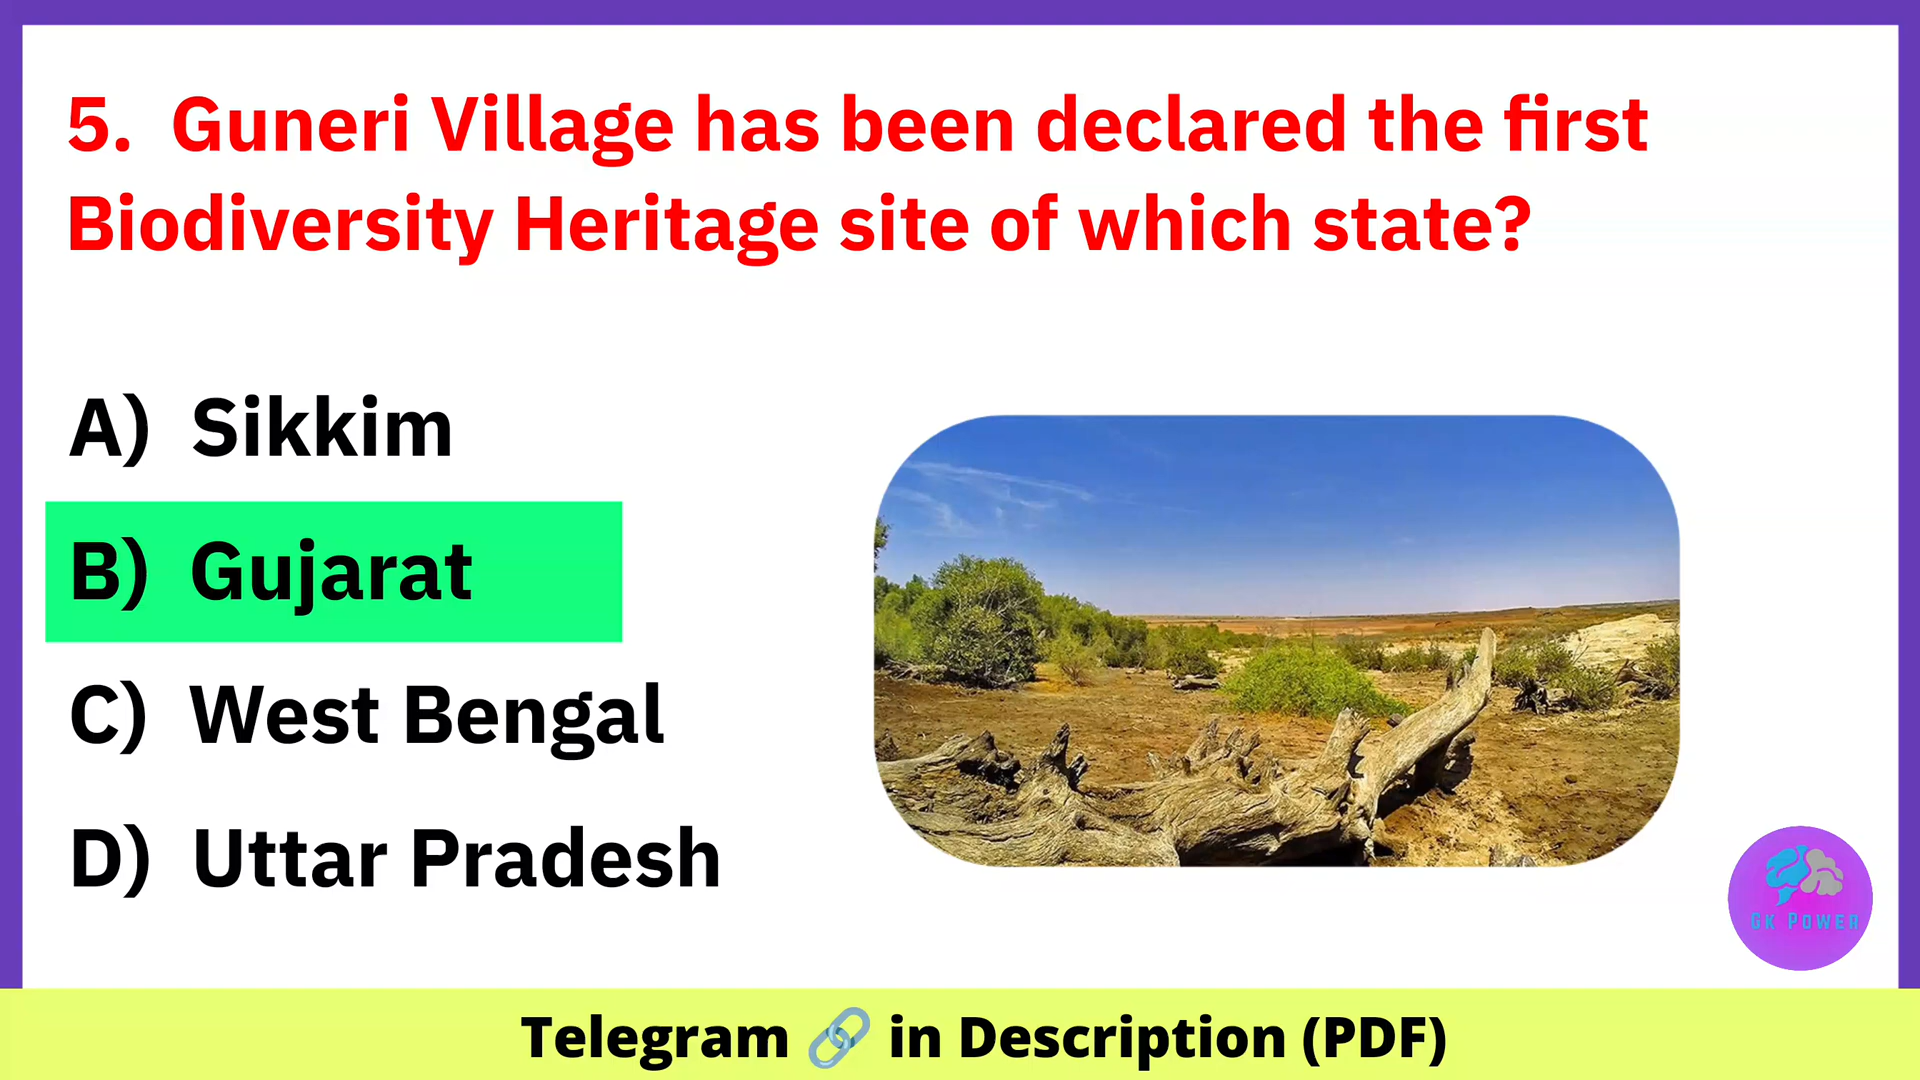 5. Guneri Village has been declared the first
Biodiversity Heritage site of which state?
A) Sikkim
B) Gujarat
C) West Bengal
D) Uttar Pradesh
GK POWER
Telegram 🔗 in Description (PDF)